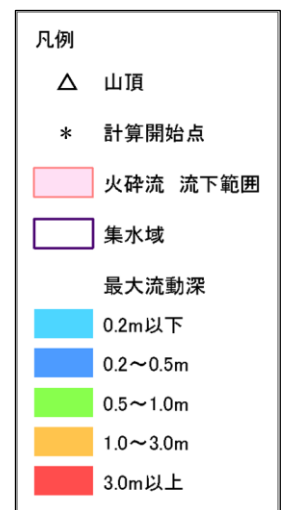 凡例
△ 山頂
* 計算開始点
火砕流 流下範囲
集水域
最大流動深
0.2m以下
0.2～0.5m
0.5～1.0m
1.0～3.0m
3.0m以上